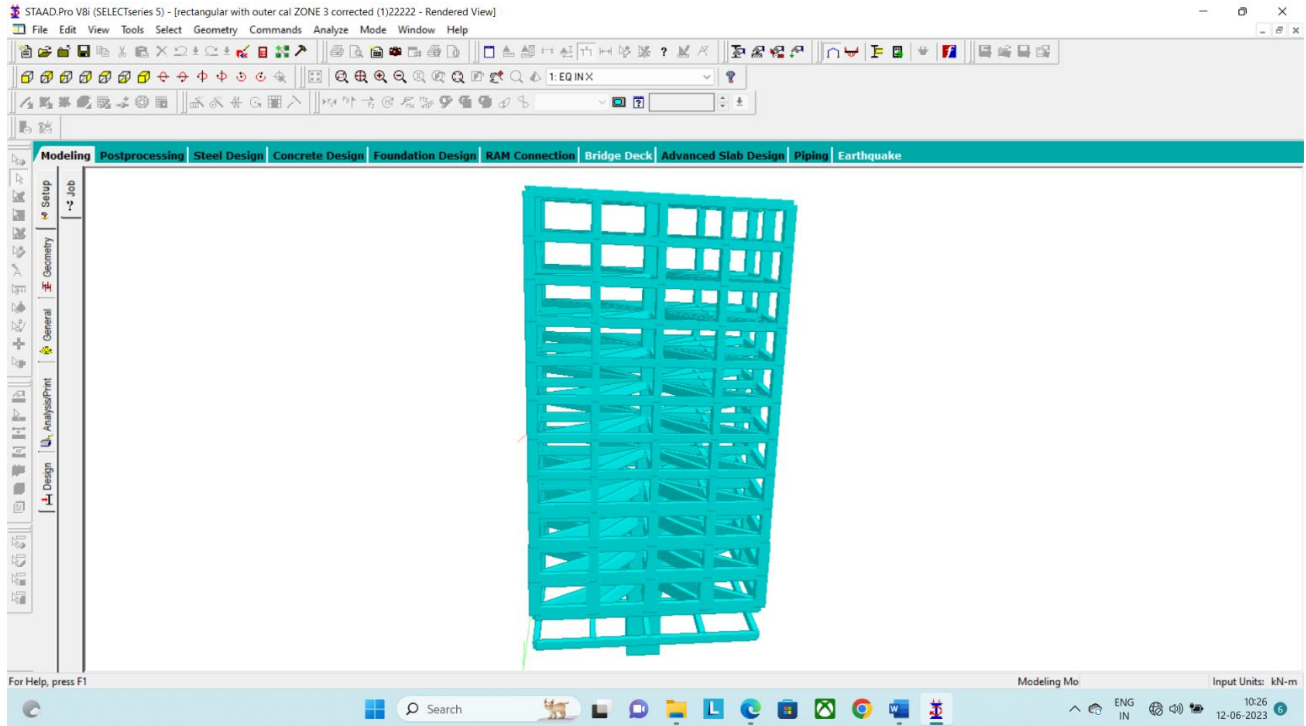 STAAD.Pro V8i (SELECTseries 5) - [rectangular with outer cal ZONE 3 corrected (1)22222 - Rendered View]
File Edit View Tools Select Geometry Commands Analyze Mode Window Help
1: EQ IN X
Modeling Postprocessing Steel Design Concrete Design Foundation Design RAM Connection Bridge Deck Advanced Slab Design Piping Earthquake
Setup
? Job
Geometry
General
Analysis/Print
Design
For Help, press F1
Modeling Mo
Input Units: kN-m
Search
ENG
IN
10:26
12-06-2023
6